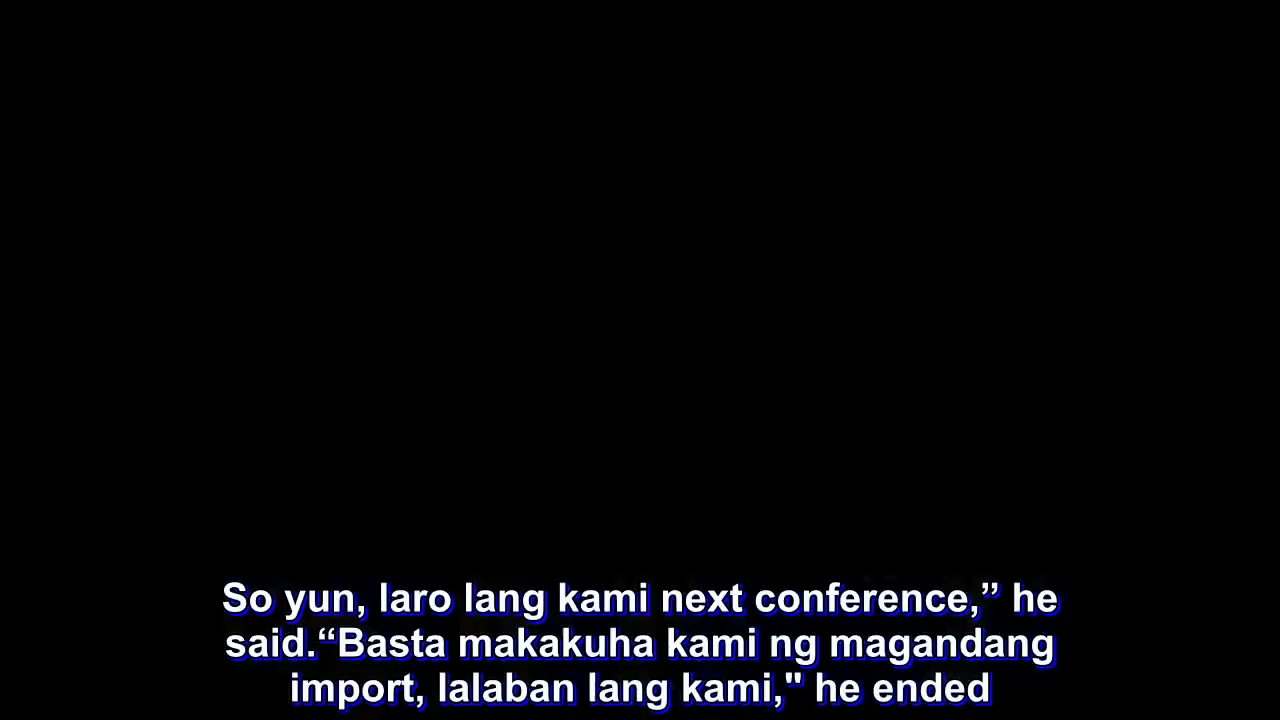 So yun, laro lang kami next conference,” he
said.“Basta makakuha kami ng magandang
import, lalaban lang kami," he ended